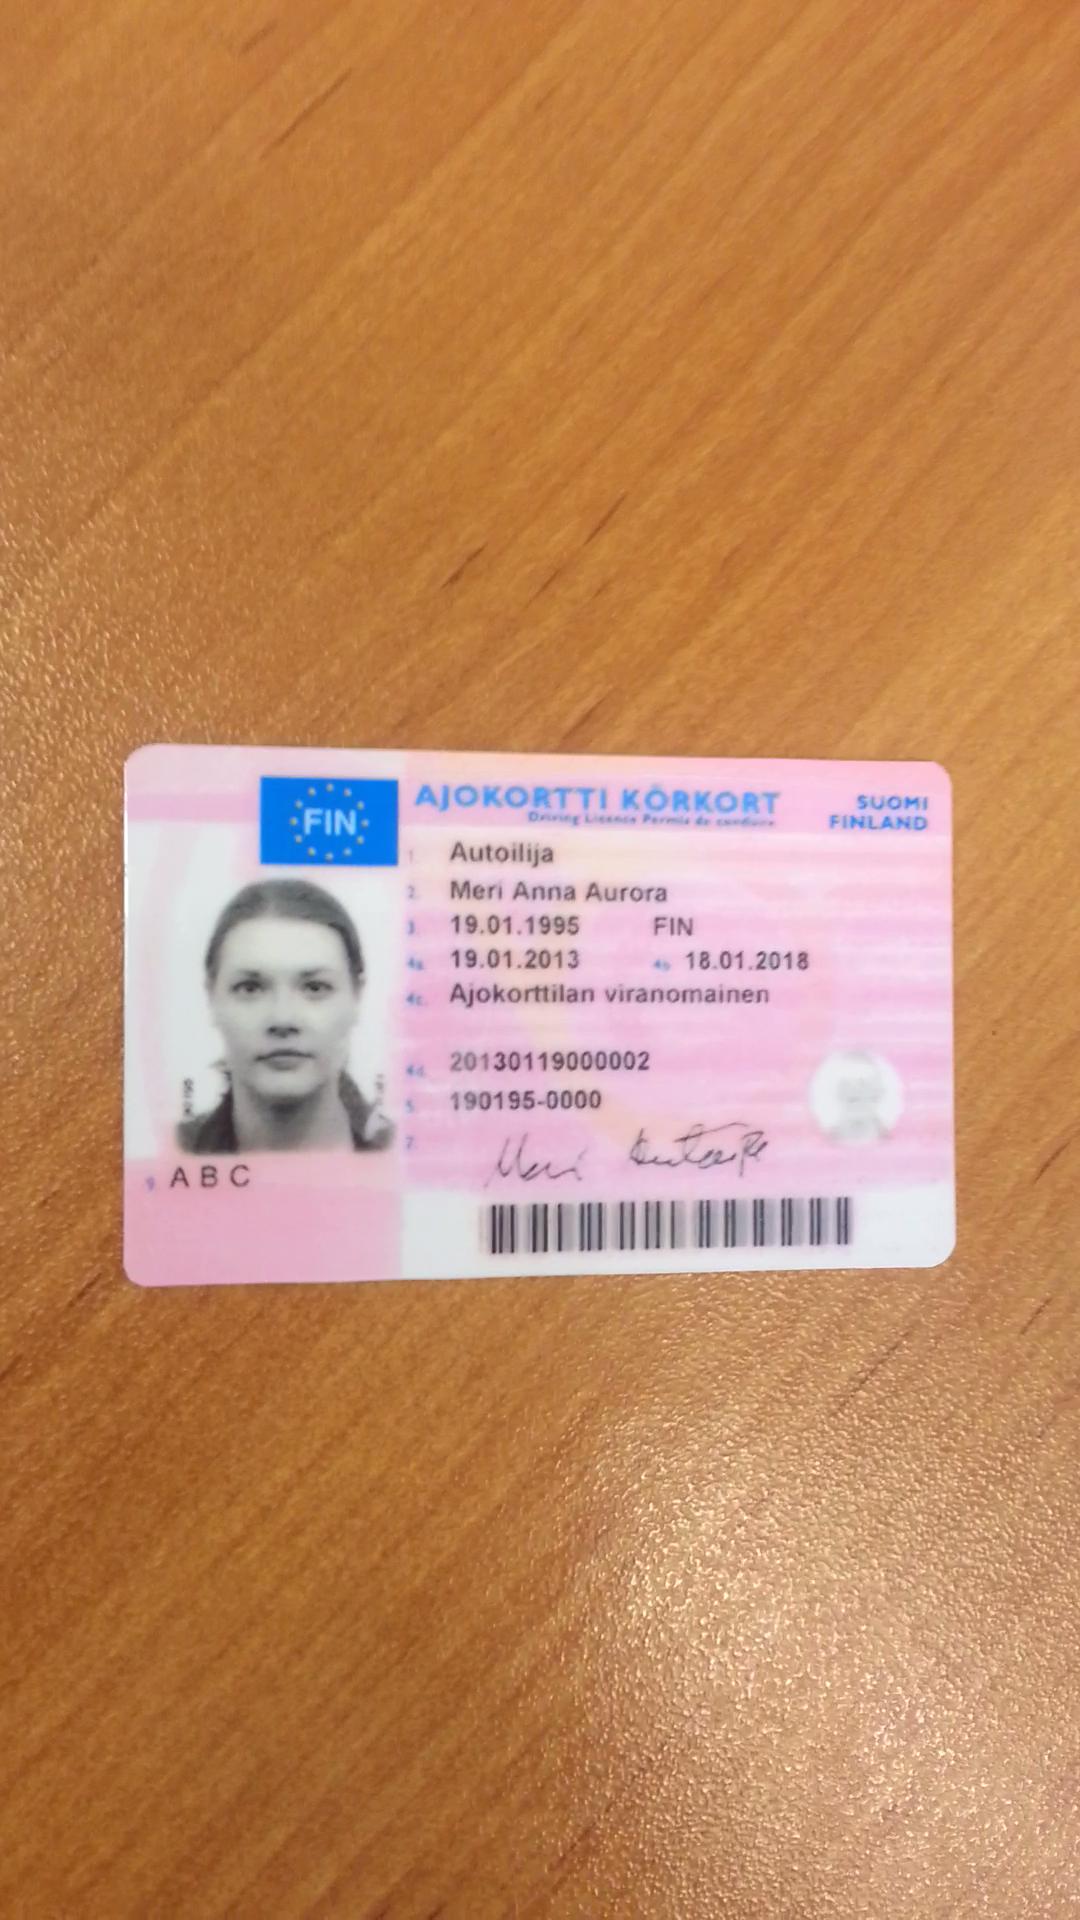 FIN
AJOKORTTI KÖRKORT
Driving Licence Permis de conduire
SUOMI
FINLAND
1. Autoilija
2. Meri Anna Aurora
3. 19.01.1995 FIN
4a. 19.01.2013 4b. 18.01.2018
4c. Ajokorttilan viranomainen
4d. 20130119000002
5. 190195-0000
7. Meri
9. A B C